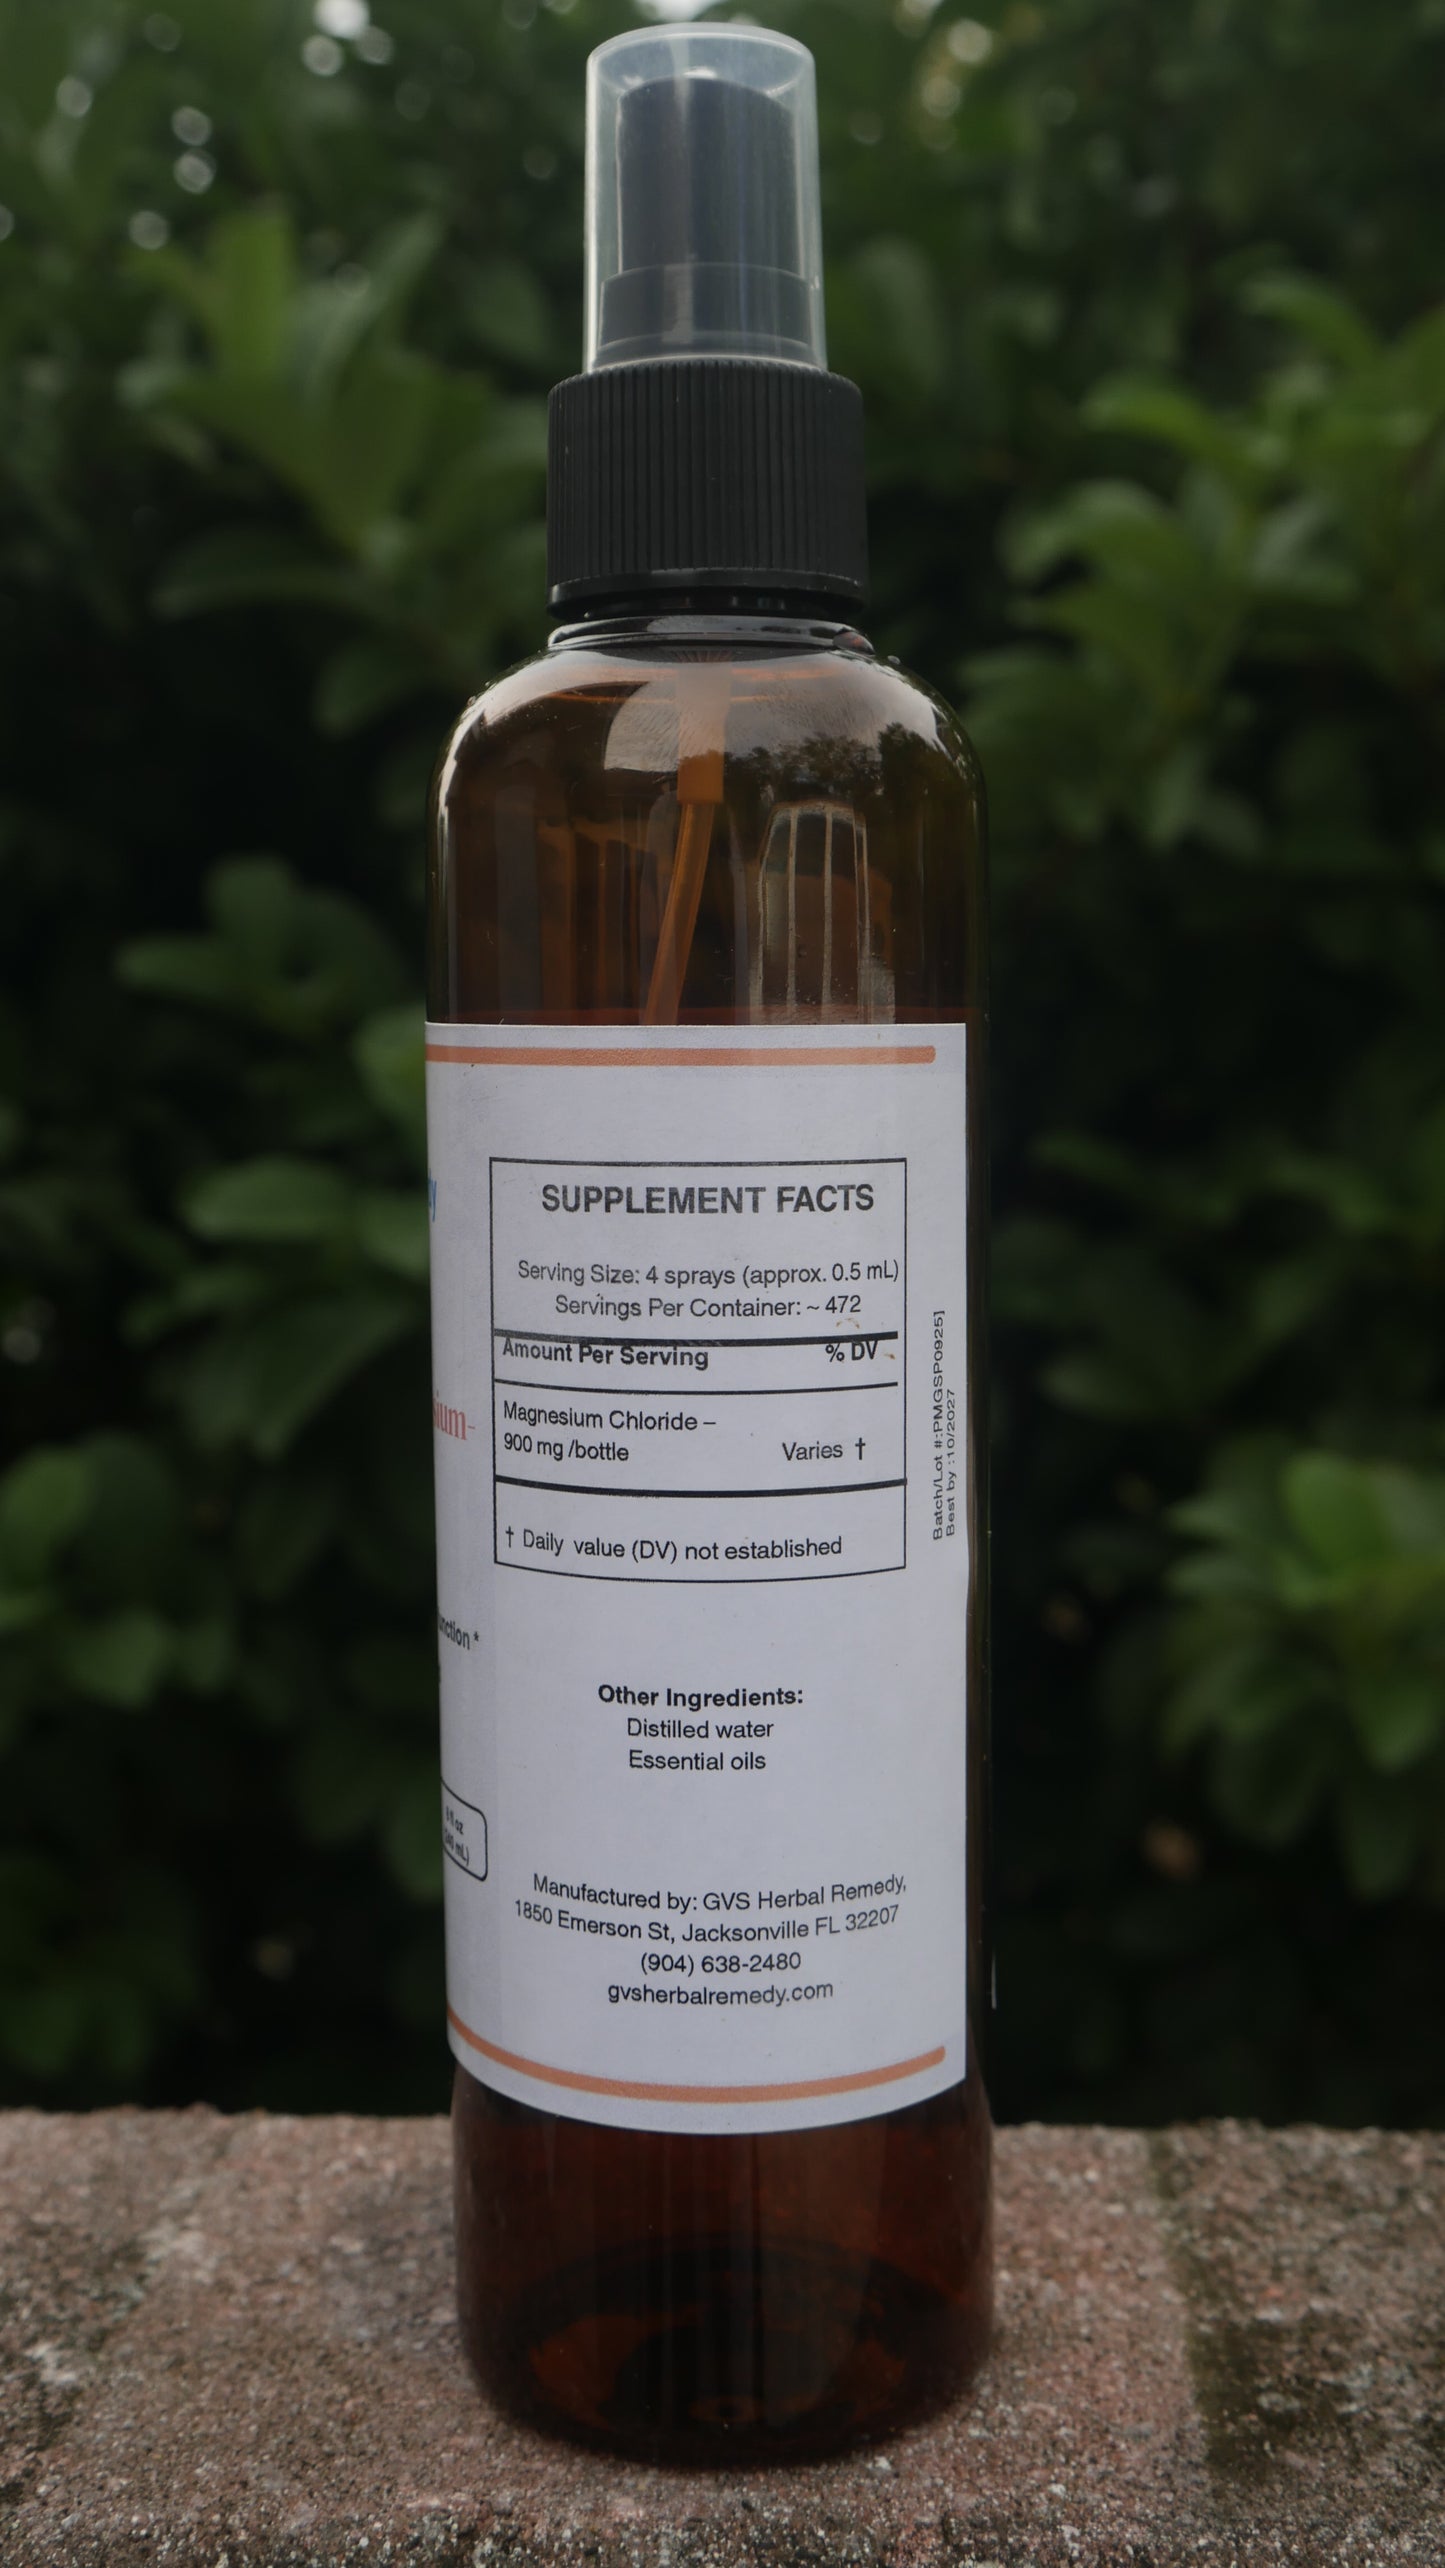 SUPPLEMENT FACTS
Serving Size: 4 sprays (approx. 0.5 mL)
Servings Per Container: ~ 472
Amount Per Serving % DV
Magnesium Chloride –
900 mg /bottle Varies †
† Daily value (DV) not established
Other Ingredients:
Distilled water
Essential oils
Manufactured by: GVS Herbal Remedy,
1850 Emerson St, Jacksonville FL 32207
(904) 638-2480
gvsherbalremedy.com
Batch/Lot #:PMGSP0925]
Best by :10/2027